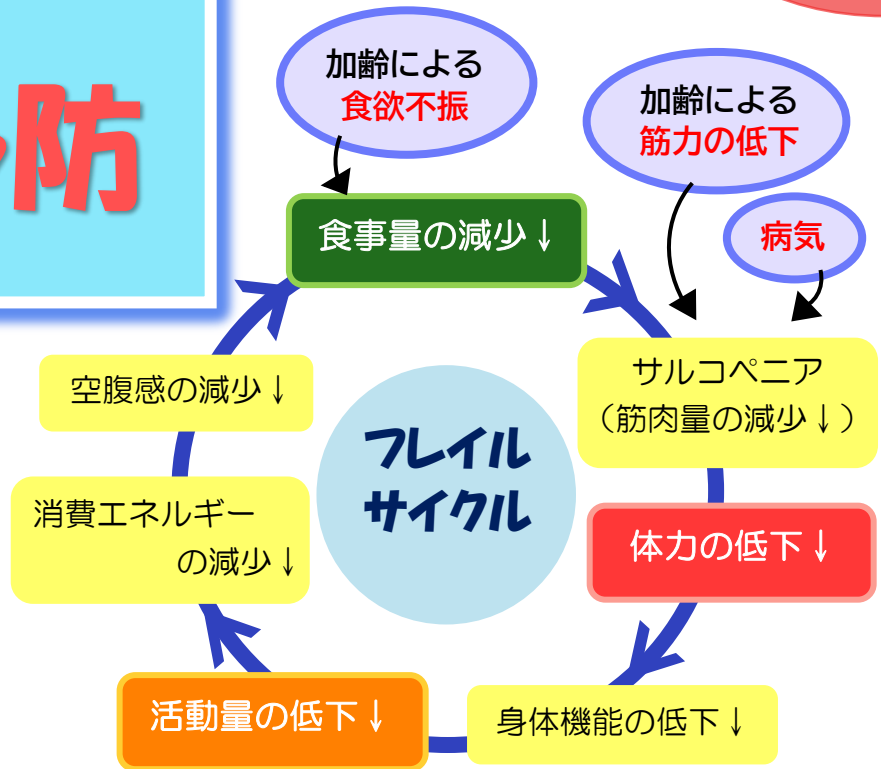 防
加齢による
食欲不振
加齢による
筋力の低下
病気
食事量の減少↓
サルコペニア
（筋肉量の減少↓）
体力の低下↓
身体機能の低下↓
活動量の低下↓
消費エネルギー
の減少↓
空腹感の減少↓
フレイル
サイクル